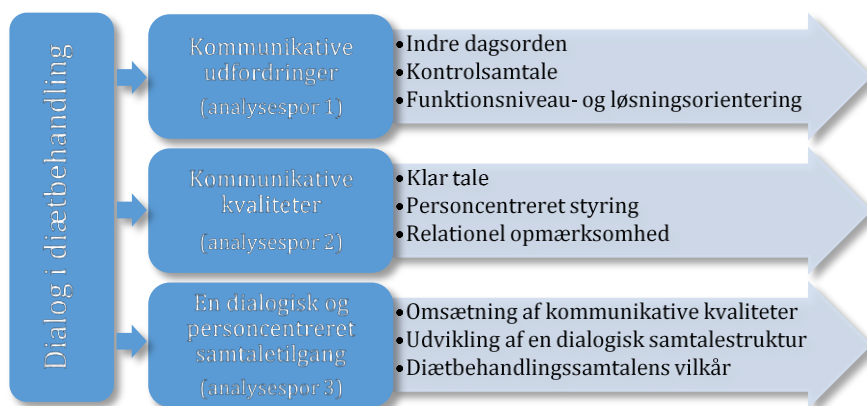 Dialog i diætbehandling
Kommunikative
udfordringer
(analysespor 1)
•Indre dagsorden
•Kontrolsamtale
•Funktionsniveau- og løsningsorientering
Kommunikative
kvaliteter
(analysespor 2)
•Klar tale
•Personcentreret styring
•Relationel opmærksomhed
En dialogisk og
personcentreret
samtaletilgang
(analysespor 3)
•Omsætning af kommunikative kvaliteter
•Udvikling af en dialogisk samtalestruktur
•Diætbehandlingssamtalens vilkår